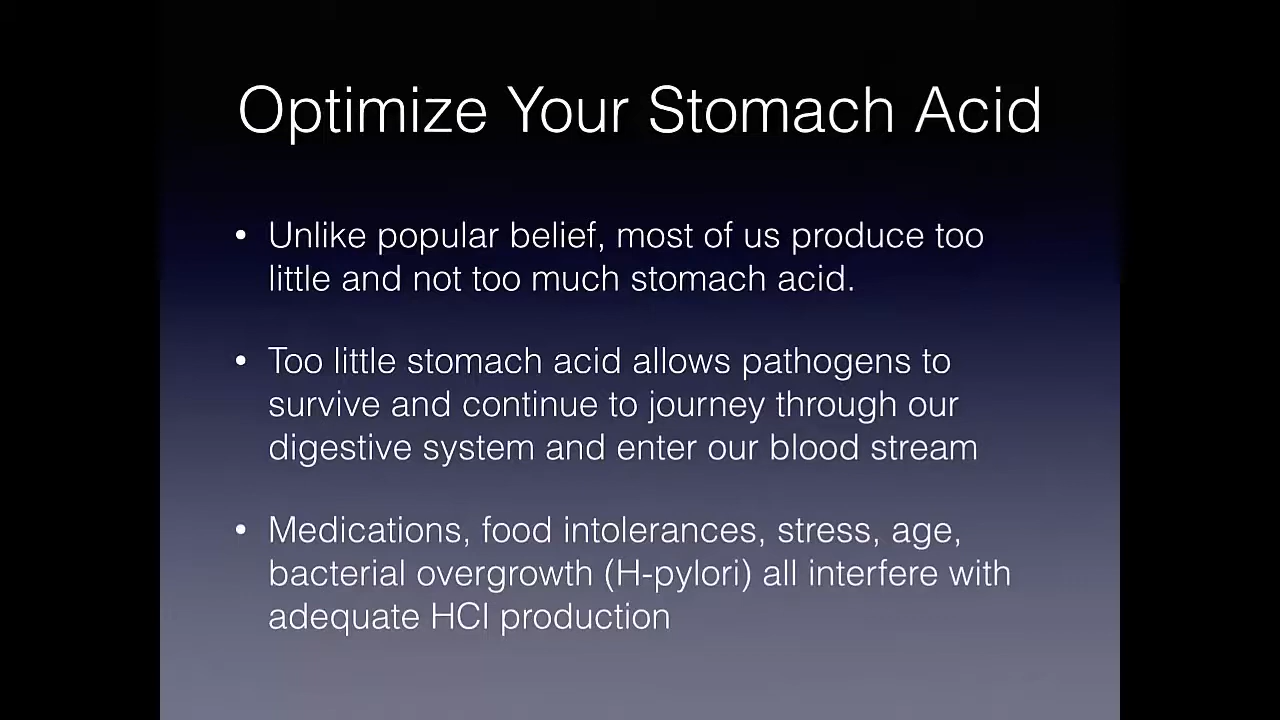 Optimize Your Stomach Acid
• Unlike popular belief, most of us produce too
little and not too much stomach acid.
• Too little stomach acid allows pathogens to
survive and continue to journey through our
digestive system and enter our blood stream
• Medications, food intolerances, stress, age,
bacterial overgrowth (H-pylori) all interfere with
adequate HCl production